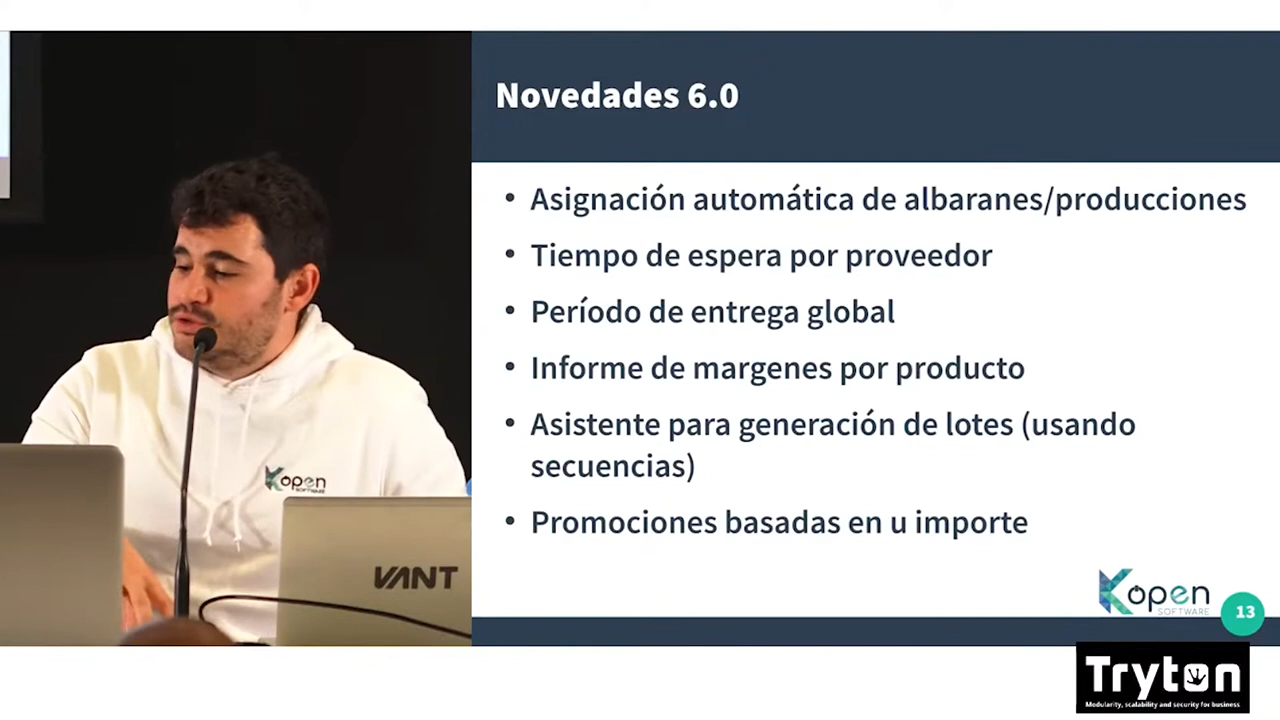 Novedades 6.0
• Asignación automática de albaranes/producciones
• Tiempo de espera por proveedor
• Período de entrega global
• Informe de margenes por producto
• Asistente para generación de lotes (usando
secuencias)
• Promociones basadas en u importe
Kopen
SOFTWARE
VANT
Kopen
SOFTWARE
13
Tryton
Modularity, scalability and security for business